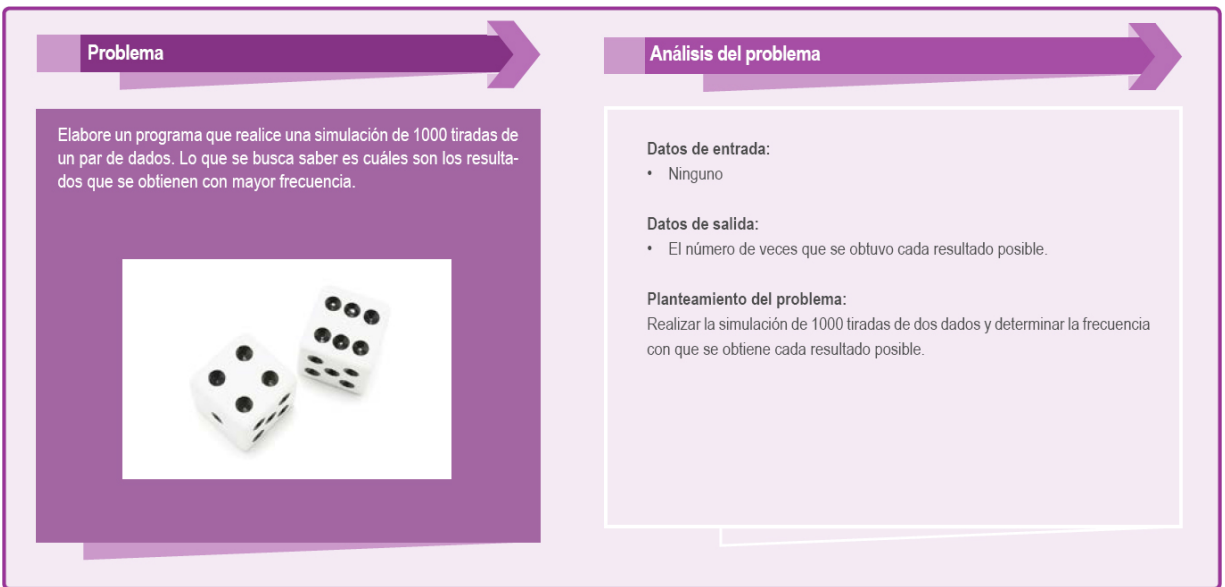 Problema
Elabore un programa que realice una simulación de 1000 tiradas de
un par de dados. Lo que se busca saber es cuáles son los resulta-
dos que se obtienen con mayor frecuencia.
Análisis del problema
Datos de entrada:
• Ninguno
Datos de salida:
• El número de veces que se obtuvo cada resultado posible.
Planteamiento del problema:
Realizar la simulación de 1000 tiradas de dos dados y determinar la frecuencia
con que se obtiene cada resultado posible.